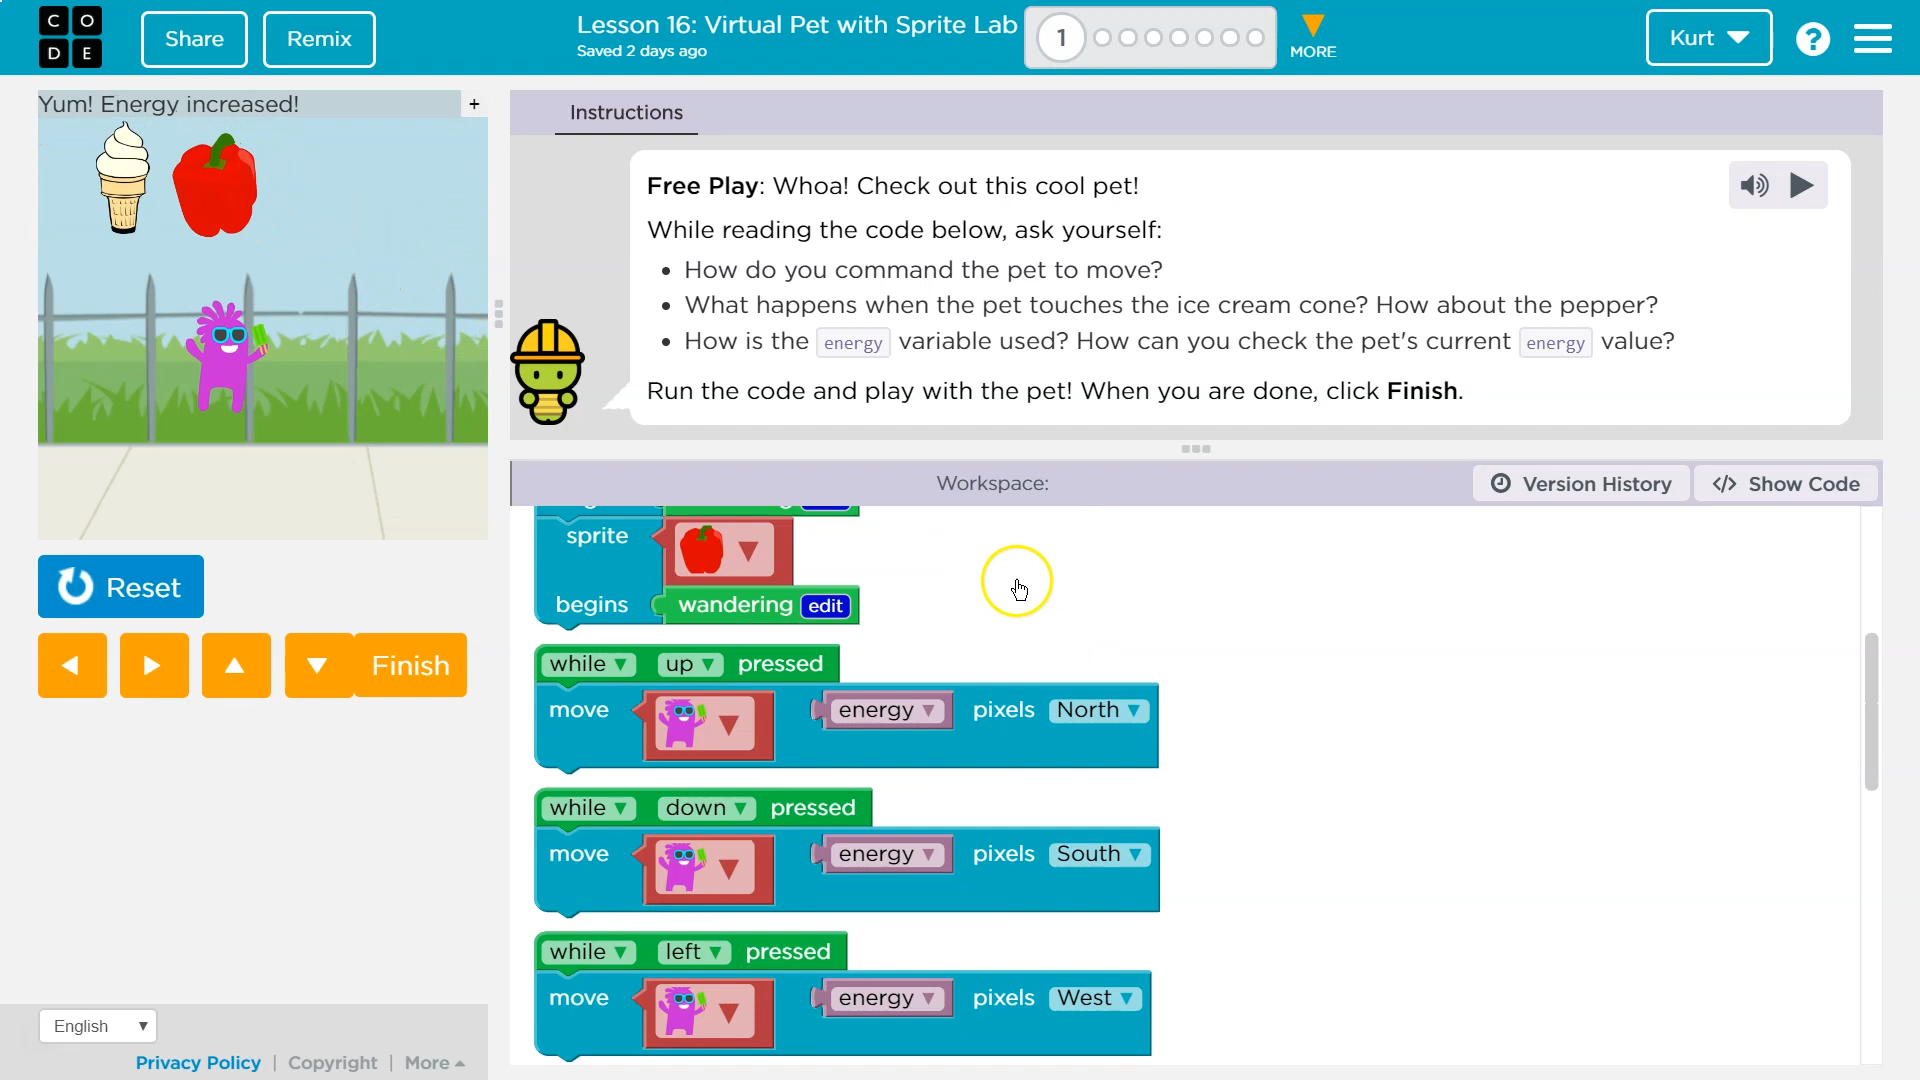 C O
D E
Share
Remix
Lesson 16: Virtual Pet with Sprite Lab
Saved 2 days ago
1
MORE
Kurt
?
Yum! Energy increased!
+
Instructions
Free Play: Whoa! Check out this cool pet!
While reading the code below, ask yourself:
How do you command the pet to move?
What happens when the pet touches the ice cream cone? How about the pepper?
How is the energy variable used? How can you check the pet's current energy value?
Run the code and play with the pet! When you are done, click Finish.
Workspace:
Version History
</> Show Code
sprite
begins wandering edit
while up pressed
move energy pixels North
while down pressed
move energy pixels South
while left pressed
move energy pixels West
Reset
Finish
English
Privacy Policy | Copyright | More